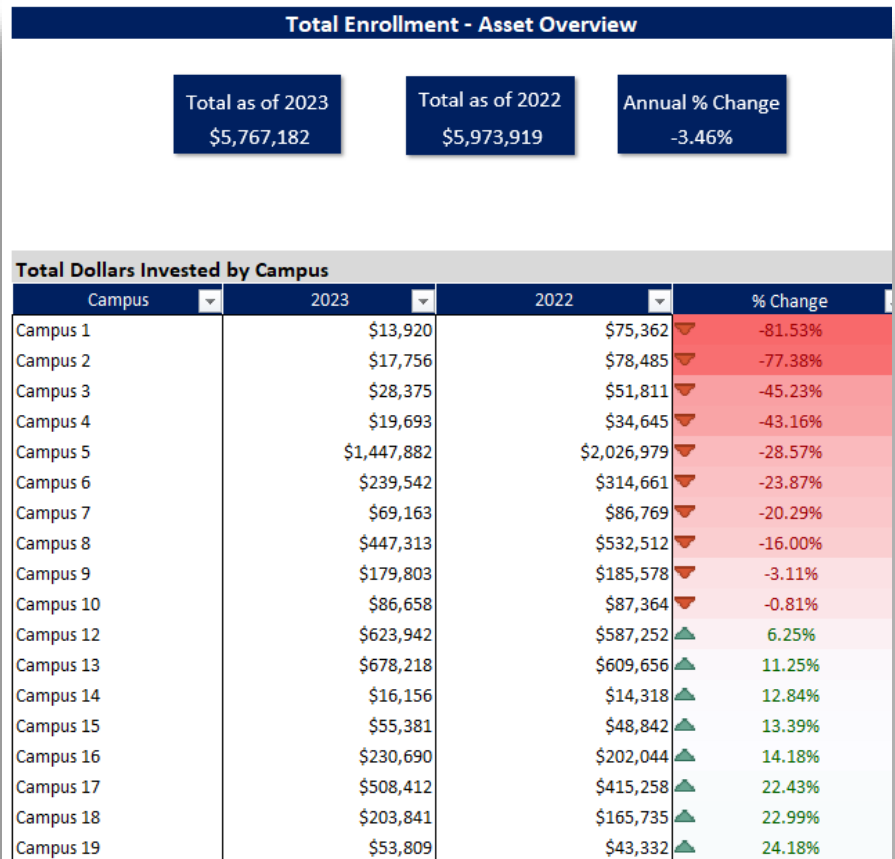 Total Enrollment - Asset Overview
Total as of 2023 Total as of 2022 Annual % Change
$5,767,182 $5,973,919 -3.46%
Total Dollars Invested by Campus
Campus 2023 2022 % Change
Campus 1 $13,920 $75,362 -81.53%
Campus 2 $17,756 $78,485 -77.38%
Campus 3 $28,375 $51,811 -45.23%
Campus 4 $19,693 $34,645 -43.16%
Campus 5 $1,447,882 $2,026,979 -28.57%
Campus 6 $239,542 $314,661 -23.87%
Campus 7 $69,163 $86,769 -20.29%
Campus 8 $447,313 $532,512 -16.00%
Campus 9 $179,803 $185,578 -3.11%
Campus 10 $86,658 $87,364 -0.81%
Campus 12 $623,942 $587,252 6.25%
Campus 13 $678,218 $609,656 11.25%
Campus 14 $16,156 $14,318 12.84%
Campus 15 $55,381 $48,842 13.39%
Campus 16 $230,690 $202,044 14.18%
Campus 17 $508,412 $415,258 22.43%
Campus 18 $203,841 $165,735 22.99%
Campus 19 $53,809 $43,332 24.18%